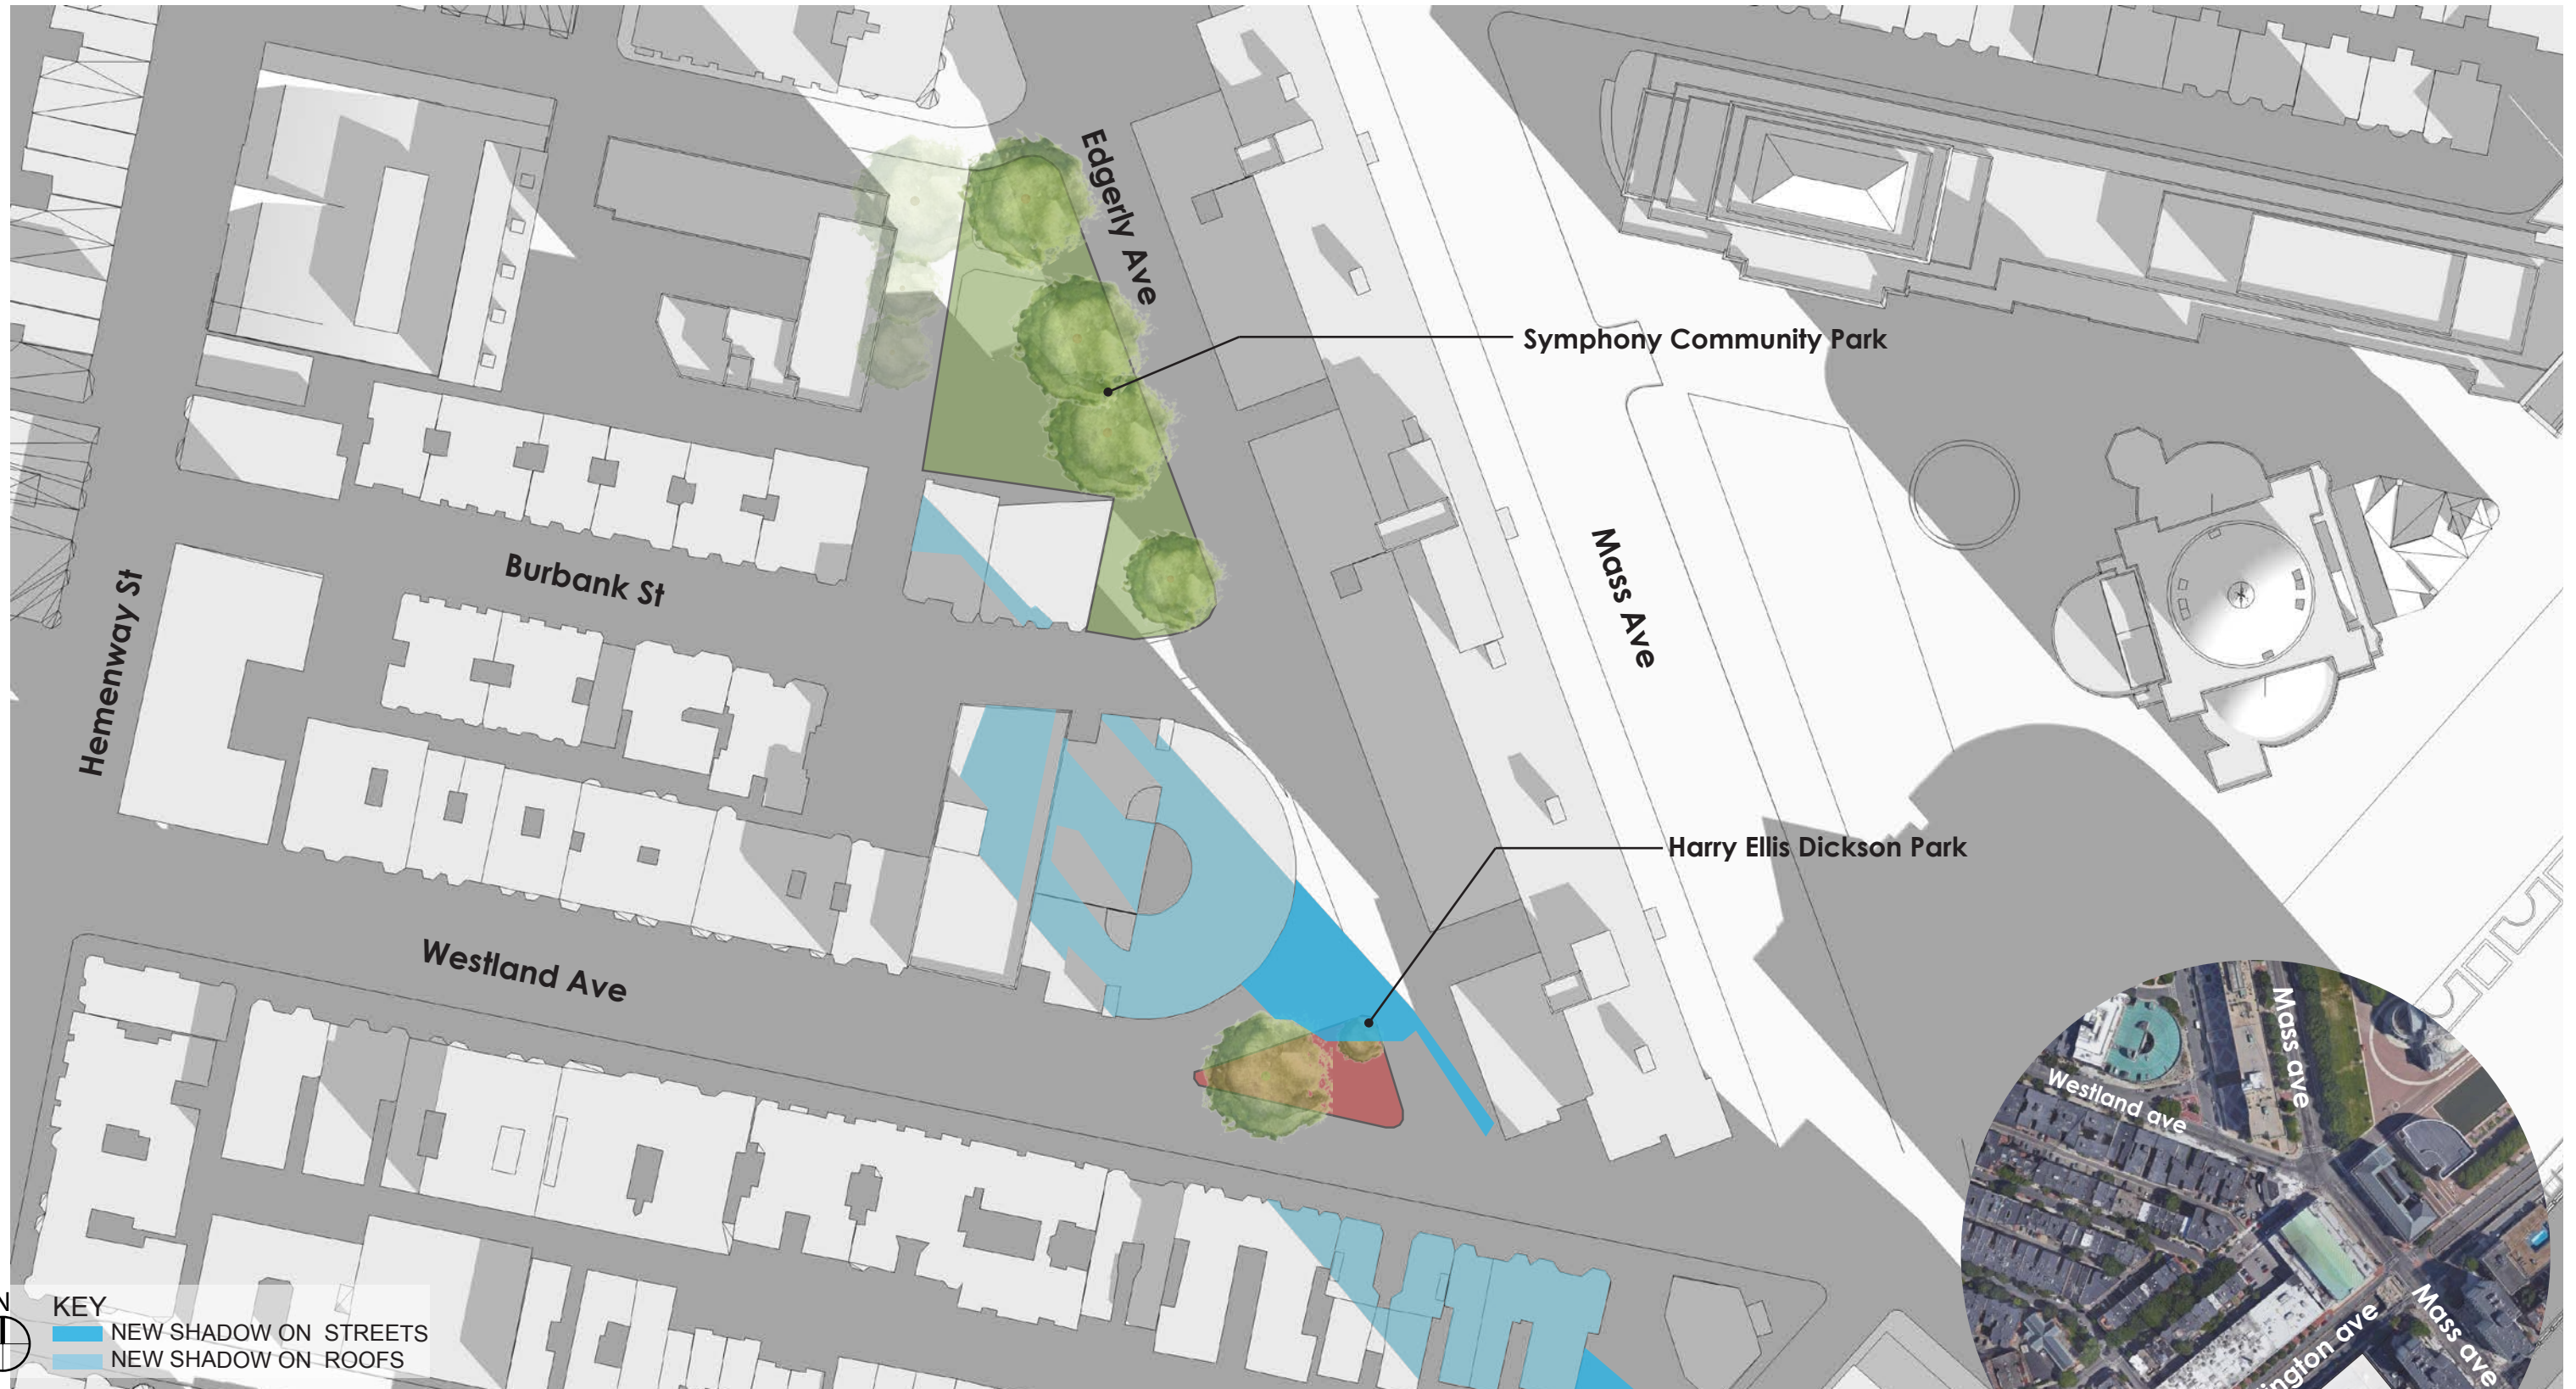 Edgerly Ave
Symphony Community Park
Mass Ave
Burbank St
Hemenway St
Harry Ellis Dickson Park
Westland Ave
Mass ave
Westland ave
Mass ave
ington ave
N
KEY
NEW SHADOW ON STREETS
NEW SHADOW ON ROOFS